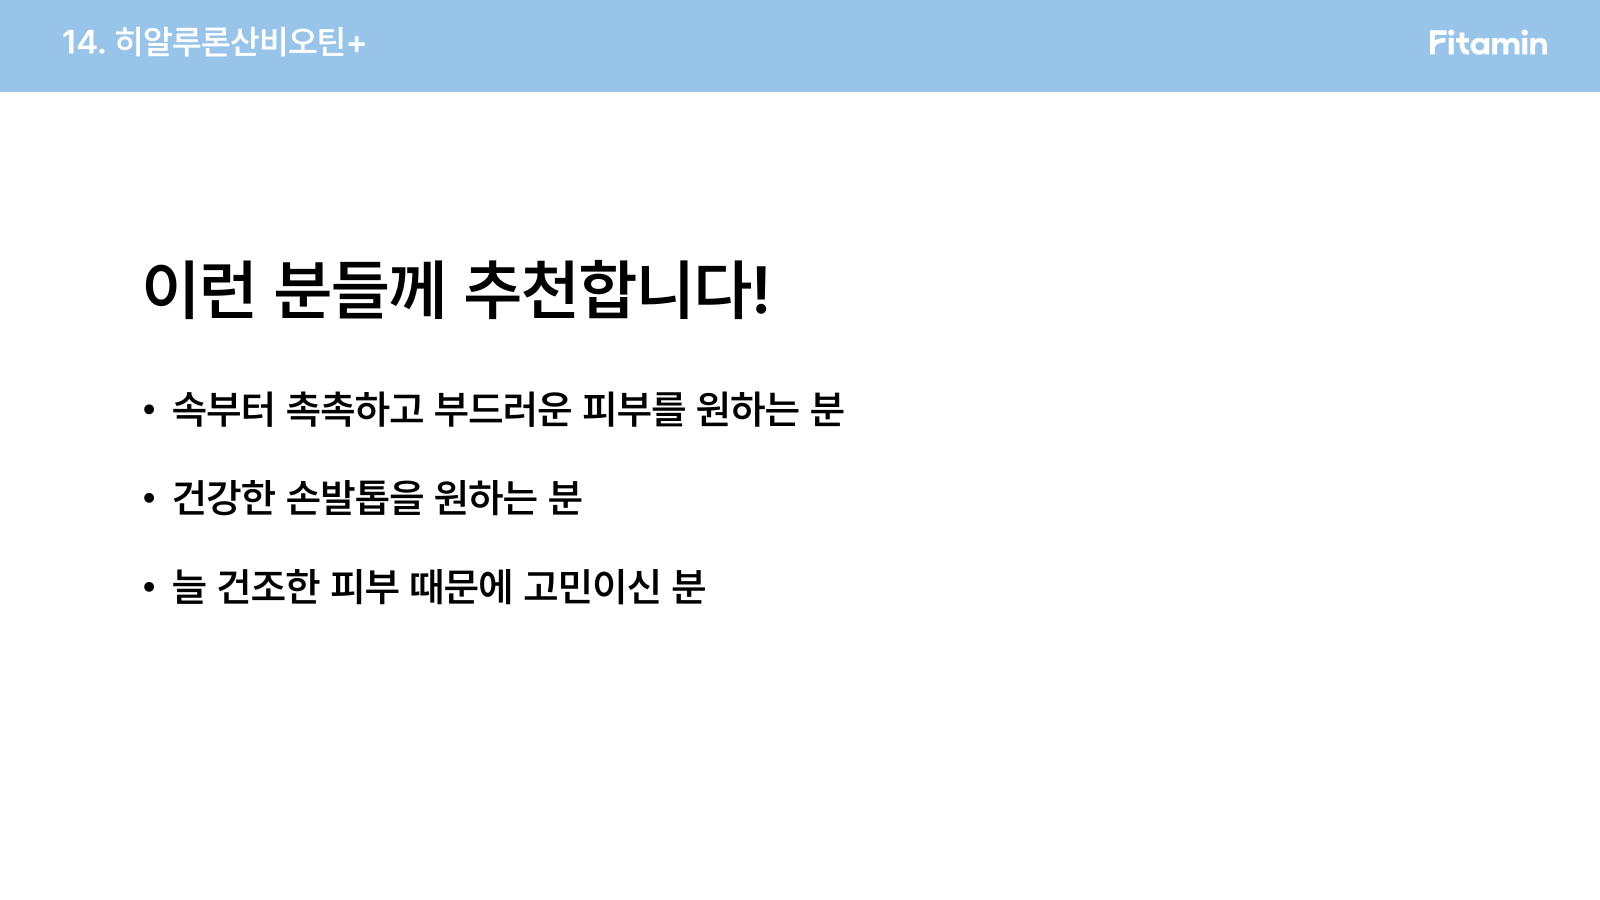 14. 히알루론산비오틴+
Fitamin
이런 분들께 추천합니다!
• 속부터 촉촉하고 부드러운 피부를 원하는 분
• 건강한 손발톱을 원하는 분
• 늘 건조한 피부 때문에 고민이신 분